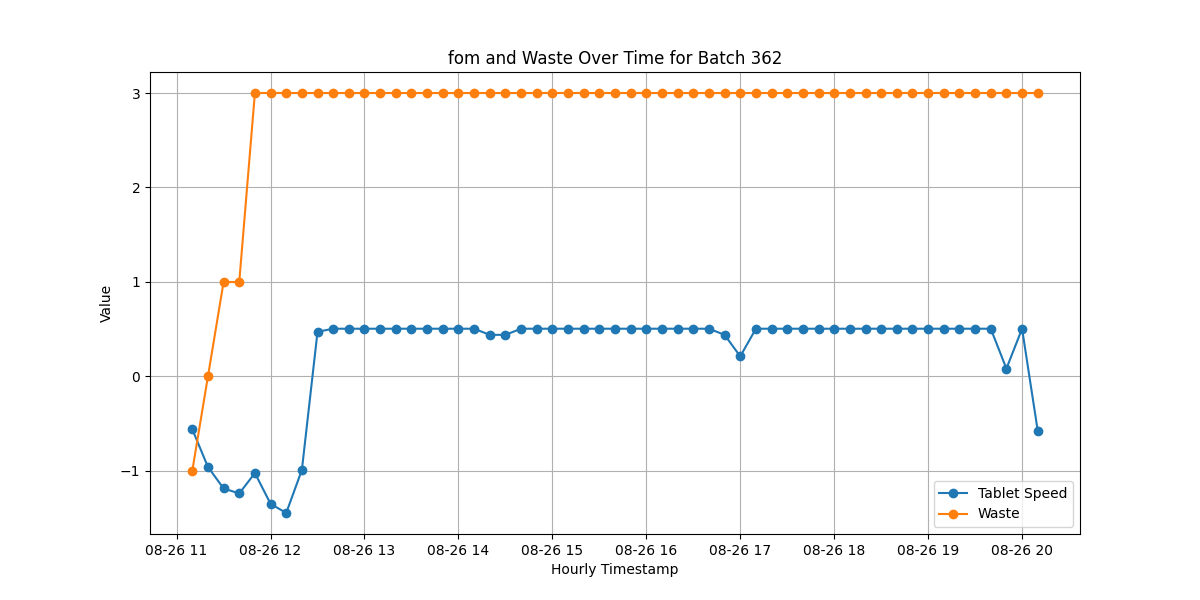 fom and Waste Over Time for Batch 362
Value
3
2
1
0
−1
08-26 11 08-26 12 08-26 13 08-26 14 08-26 15 08-26 16 08-26 17 08-26 18 08-26 19 08-26 20
Hourly Timestamp
Tablet Speed
Waste